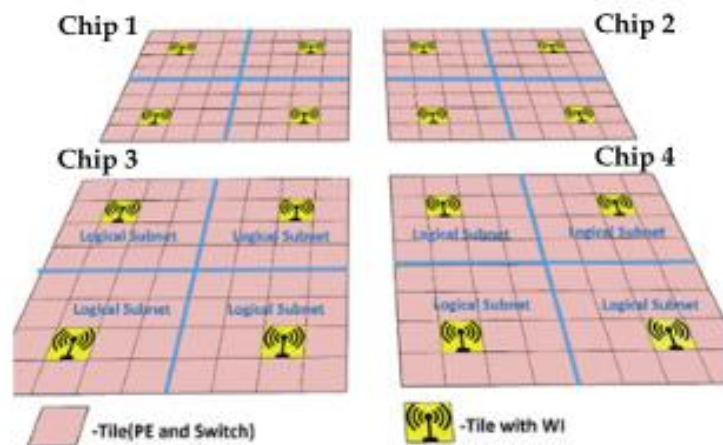 Chip 1
Chip 2
Chip 3
Chip 4
Logical Subnet
Logical Subnet
Logical Subnet
Logical Subnet
Logical Subnet
Logical Subnet
Logical Subnet
Logical Subnet
-Tile(PE and Switch)
-Tile with WI